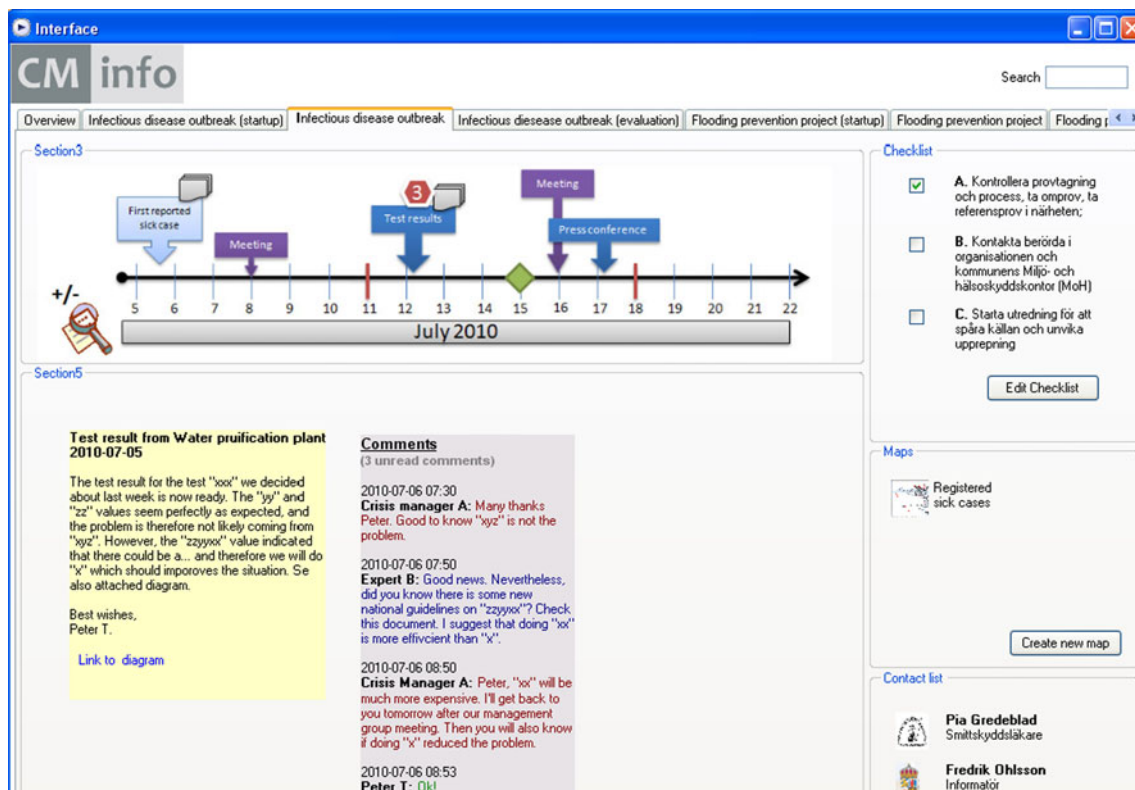 Interface
CM info
Search
Overview
Infectious disease outbreak (startup)
Infectious disease outbreak
Infectious diesease outbreak (evaluation)
Flooding prevention project (startup)
Flooding prevention project
Flooding
Section3
First reported
sick case
Meeting
3
Test results
Meeting
Press conference
+/-
5 6 7 8 9 10 11 12 13 14 15 16 17 18 19 20 21 22
July 2010
Section5
Test result from Water pruification plant
2010-07-05
The test result for the test "xxx" we decided
about last week is now ready. The "yy" and
"zz" values seem perfectly as expected, and
the problem is therefore not likely coming from
"xyz". However, the "zzyyxx" value indicated
that there could be a... and therefore we will do
"x" which should imporoves the situation. Se
also attached diagram.
Best wishes,
Peter T.
Link to diagram
Comments
(3 unread comments)
2010-07-06 07:30
Crisis manager A: Many thanks
Peter. Good to know "xyz" is not the
problem.
2010-07-06 07:50
Expert B: Good news. Nevertheless,
did you know there is some new
national guidelines on "zzyyxx"? Check
this document. I suggest that doing "xx"
is more effivcient than "x".
2010-07-06 08:50
Crisis Manager A: Peter, "xx" will be
much more expensive. I'll get back to
you tomorrow after our management
group meeting. Then you will also know
if doing "x" reduced the problem.
2010-07-06 08:53
Peter T: Ok!
Checklist
A. Kontrollera provtagning
och process, ta omprov, ta
referensprov i närheten;
B. Kontakta berörda i
organisationen och
kommunens Miljö- och
hälsoskyddskontor (MoH)
C. Starta utredning för att
spåra källan och unvika
upprepning
Edit Checklist
Maps
Registered
sick cases
Create new map
Contact list
Pia Gredeblad
Smittskyddsläkare
Fredrik Ohlsson
Informatör